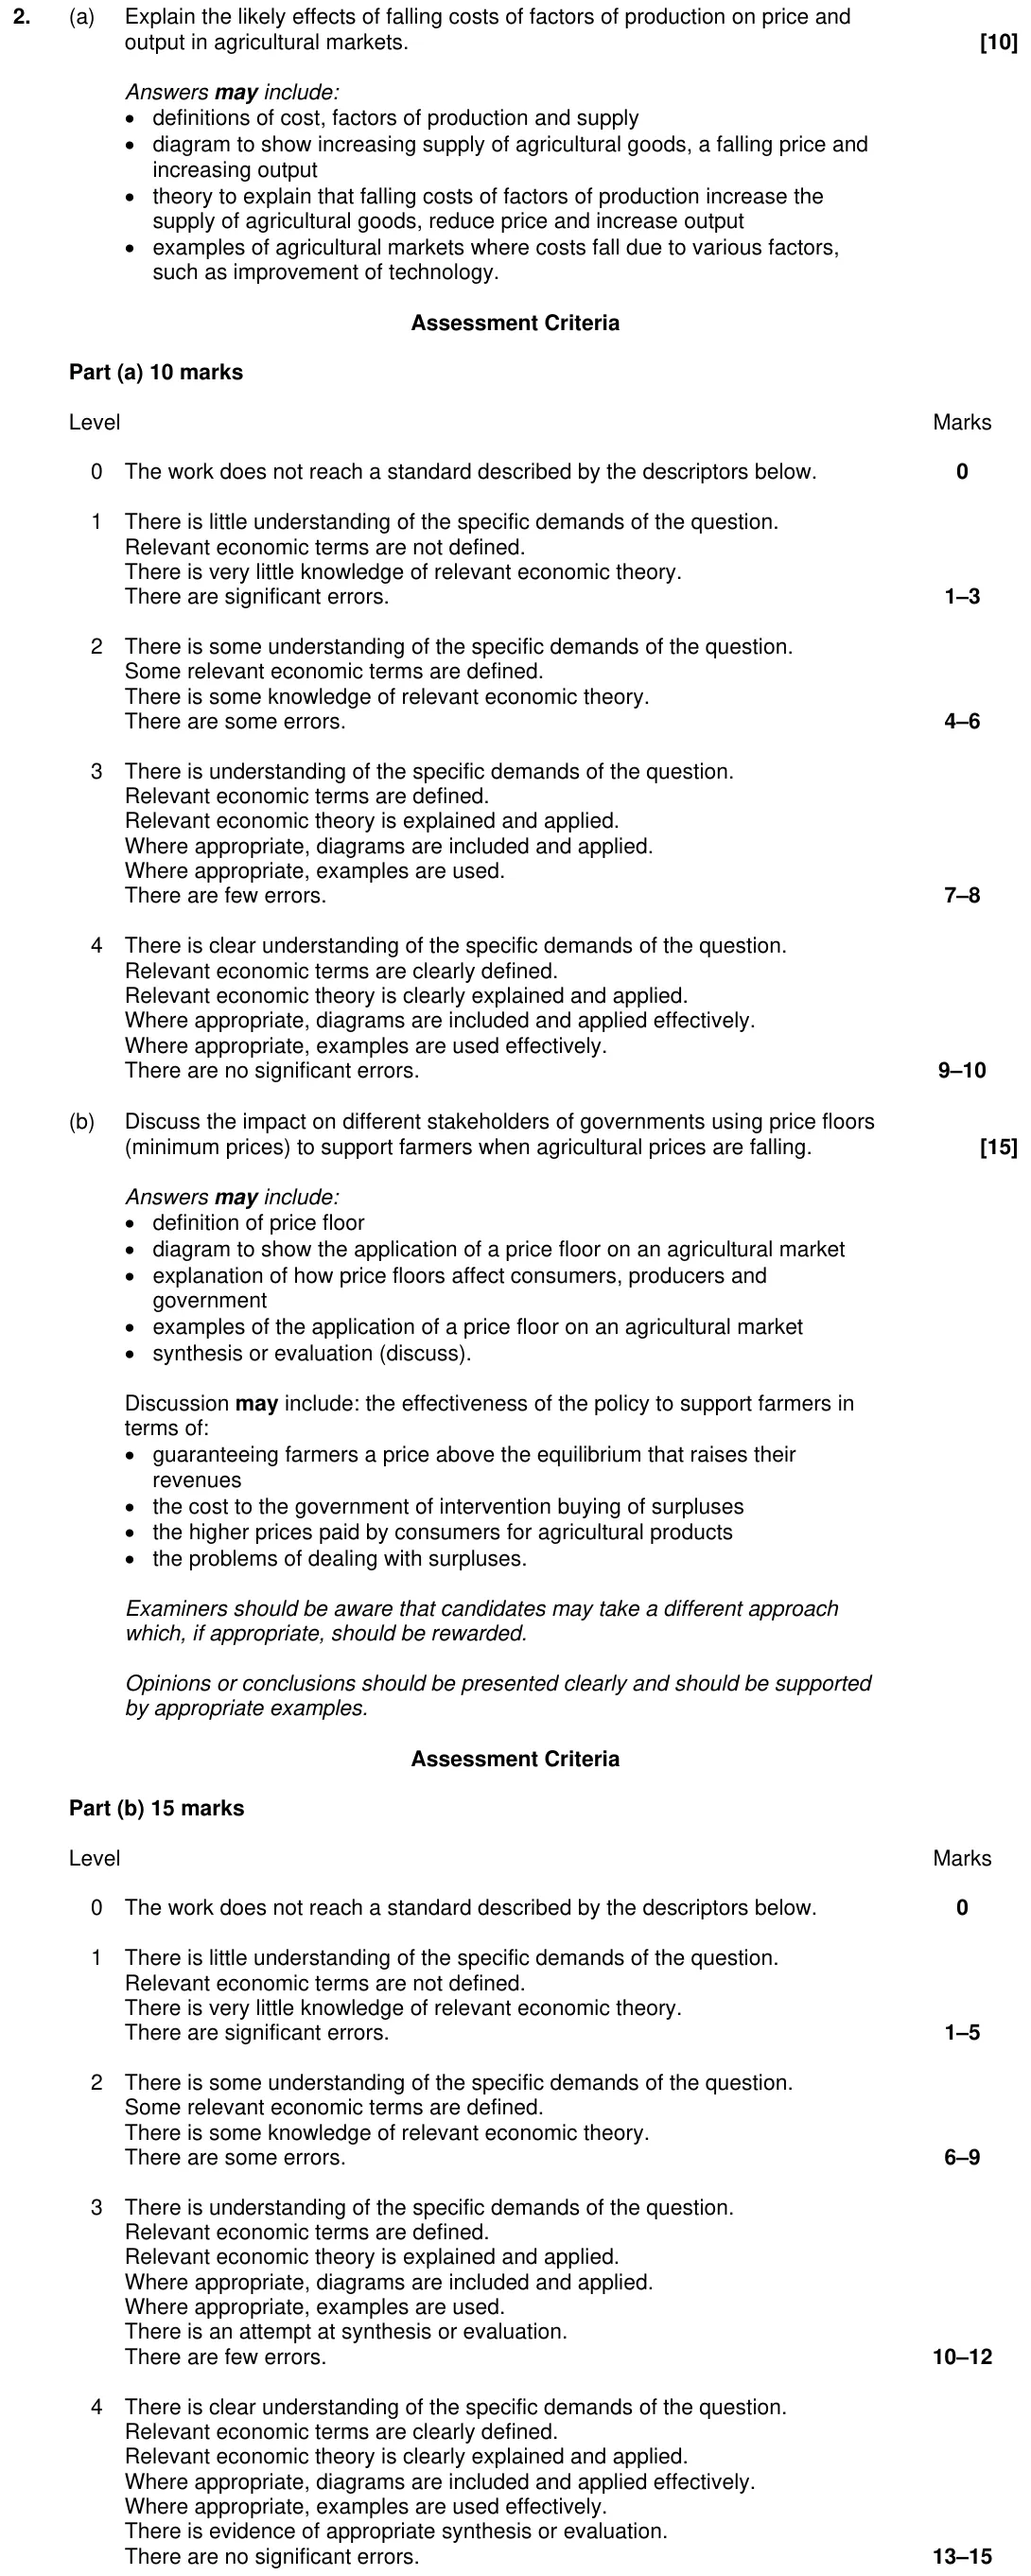 2. (a) Explain the likely effects of falling costs of factors of production on price and
output in agricultural markets. [10]
Answers may include:
• definitions of cost, factors of production and supply
• diagram to show increasing supply of agricultural goods, a falling price and
increasing output
• theory to explain that falling costs of factors of production increase the
supply of agricultural goods, reduce price and increase output
• examples of agricultural markets where costs fall due to various factors,
such as improvement of technology.
Assessment Criteria
Part (a) 10 marks
Level Marks
0 The work does not reach a standard described by the descriptors below. 0
1 There is little understanding of the specific demands of the question.
Relevant economic terms are not defined.
There is very little knowledge of relevant economic theory.
There are significant errors. 1–3
2 There is some understanding of the specific demands of the question.
Some relevant economic terms are defined.
There is some knowledge of relevant economic theory.
There are some errors. 4–6
3 There is understanding of the specific demands of the question.
Relevant economic terms are defined.
Relevant economic theory is explained and applied.
Where appropriate, diagrams are included and applied.
Where appropriate, examples are used.
There are few errors. 7–8
4 There is clear understanding of the specific demands of the question.
Relevant economic terms are clearly defined.
Relevant economic theory is clearly explained and applied.
Where appropriate, diagrams are included and applied effectively.
Where appropriate, examples are used effectively.
There are no significant errors. 9–10
(b) Discuss the impact on different stakeholders of governments using price floors
(minimum prices) to support farmers when agricultural prices are falling. [15]
Answers may include:
• definition of price floor
• diagram to show the application of a price floor on an agricultural market
• explanation of how price floors affect consumers, producers and
government
• examples of the application of a price floor on an agricultural market
• synthesis or evaluation (discuss).
Discussion may include: the effectiveness of the policy to support farmers in
terms of:
• guaranteeing farmers a price above the equilibrium that raises their
revenues
• the cost to the government of intervention buying of surpluses
• the higher prices paid by consumers for agricultural products
• the problems of dealing with surpluses.
Examiners should be aware that candidates may take a different approach
which, if appropriate, should be rewarded.
Opinions or conclusions should be presented clearly and should be supported
by appropriate examples.
Assessment Criteria
Part (b) 15 marks
Level Marks
0 The work does not reach a standard described by the descriptors below. 0
1 There is little understanding of the specific demands of the question.
Relevant economic terms are not defined.
There is very little knowledge of relevant economic theory.
There are significant errors. 1–5
2 There is some understanding of the specific demands of the question.
Some relevant economic terms are defined.
There is some knowledge of relevant economic theory.
There are some errors. 6–9
3 There is understanding of the specific demands of the question.
Relevant economic terms are defined.
Relevant economic theory is explained and applied.
Where appropriate, diagrams are included and applied.
Where appropriate, examples are used.
There is an attempt at synthesis or evaluation.
There are few errors. 10–12
4 There is clear understanding of the specific demands of the question.
Relevant economic terms are clearly defined.
Relevant economic theory is clearly explained and applied.
Where appropriate, diagrams are included and applied effectively.
Where appropriate, examples are used effectively.
There is evidence of appropriate synthesis or evaluation.
There are no significant errors. 13–15